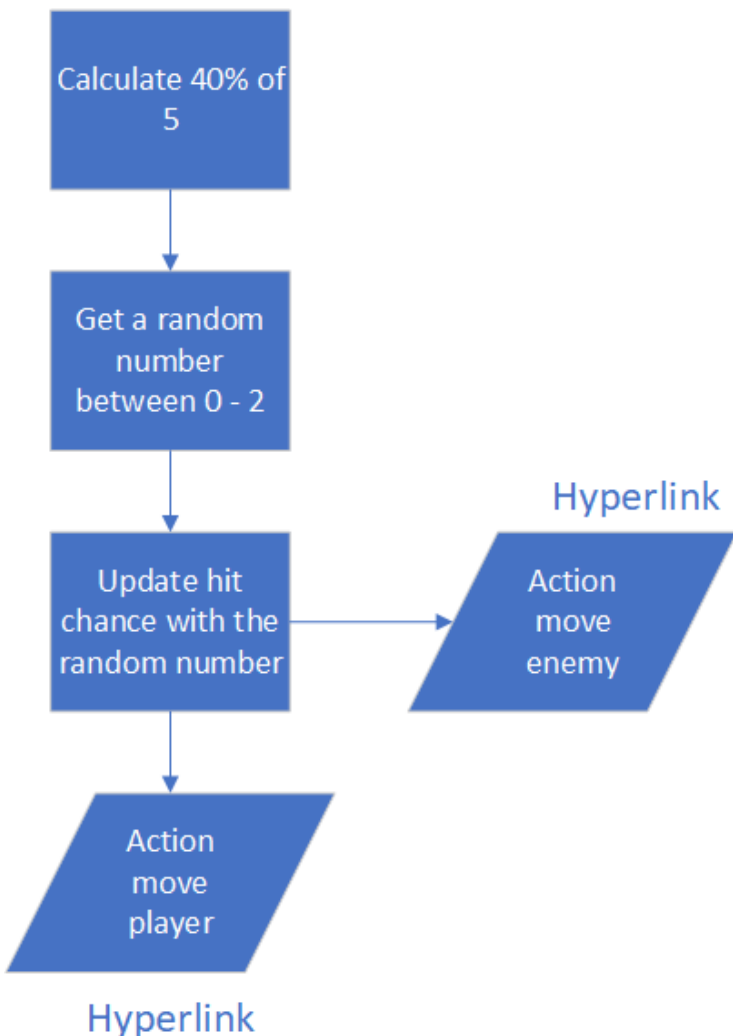 Calculate 40% of
5
Get a random
number
between 0 - 2
Hyperlink
Update hit
chance with the
random number
Action
move
enemy
Action
move
player
Hyperlink